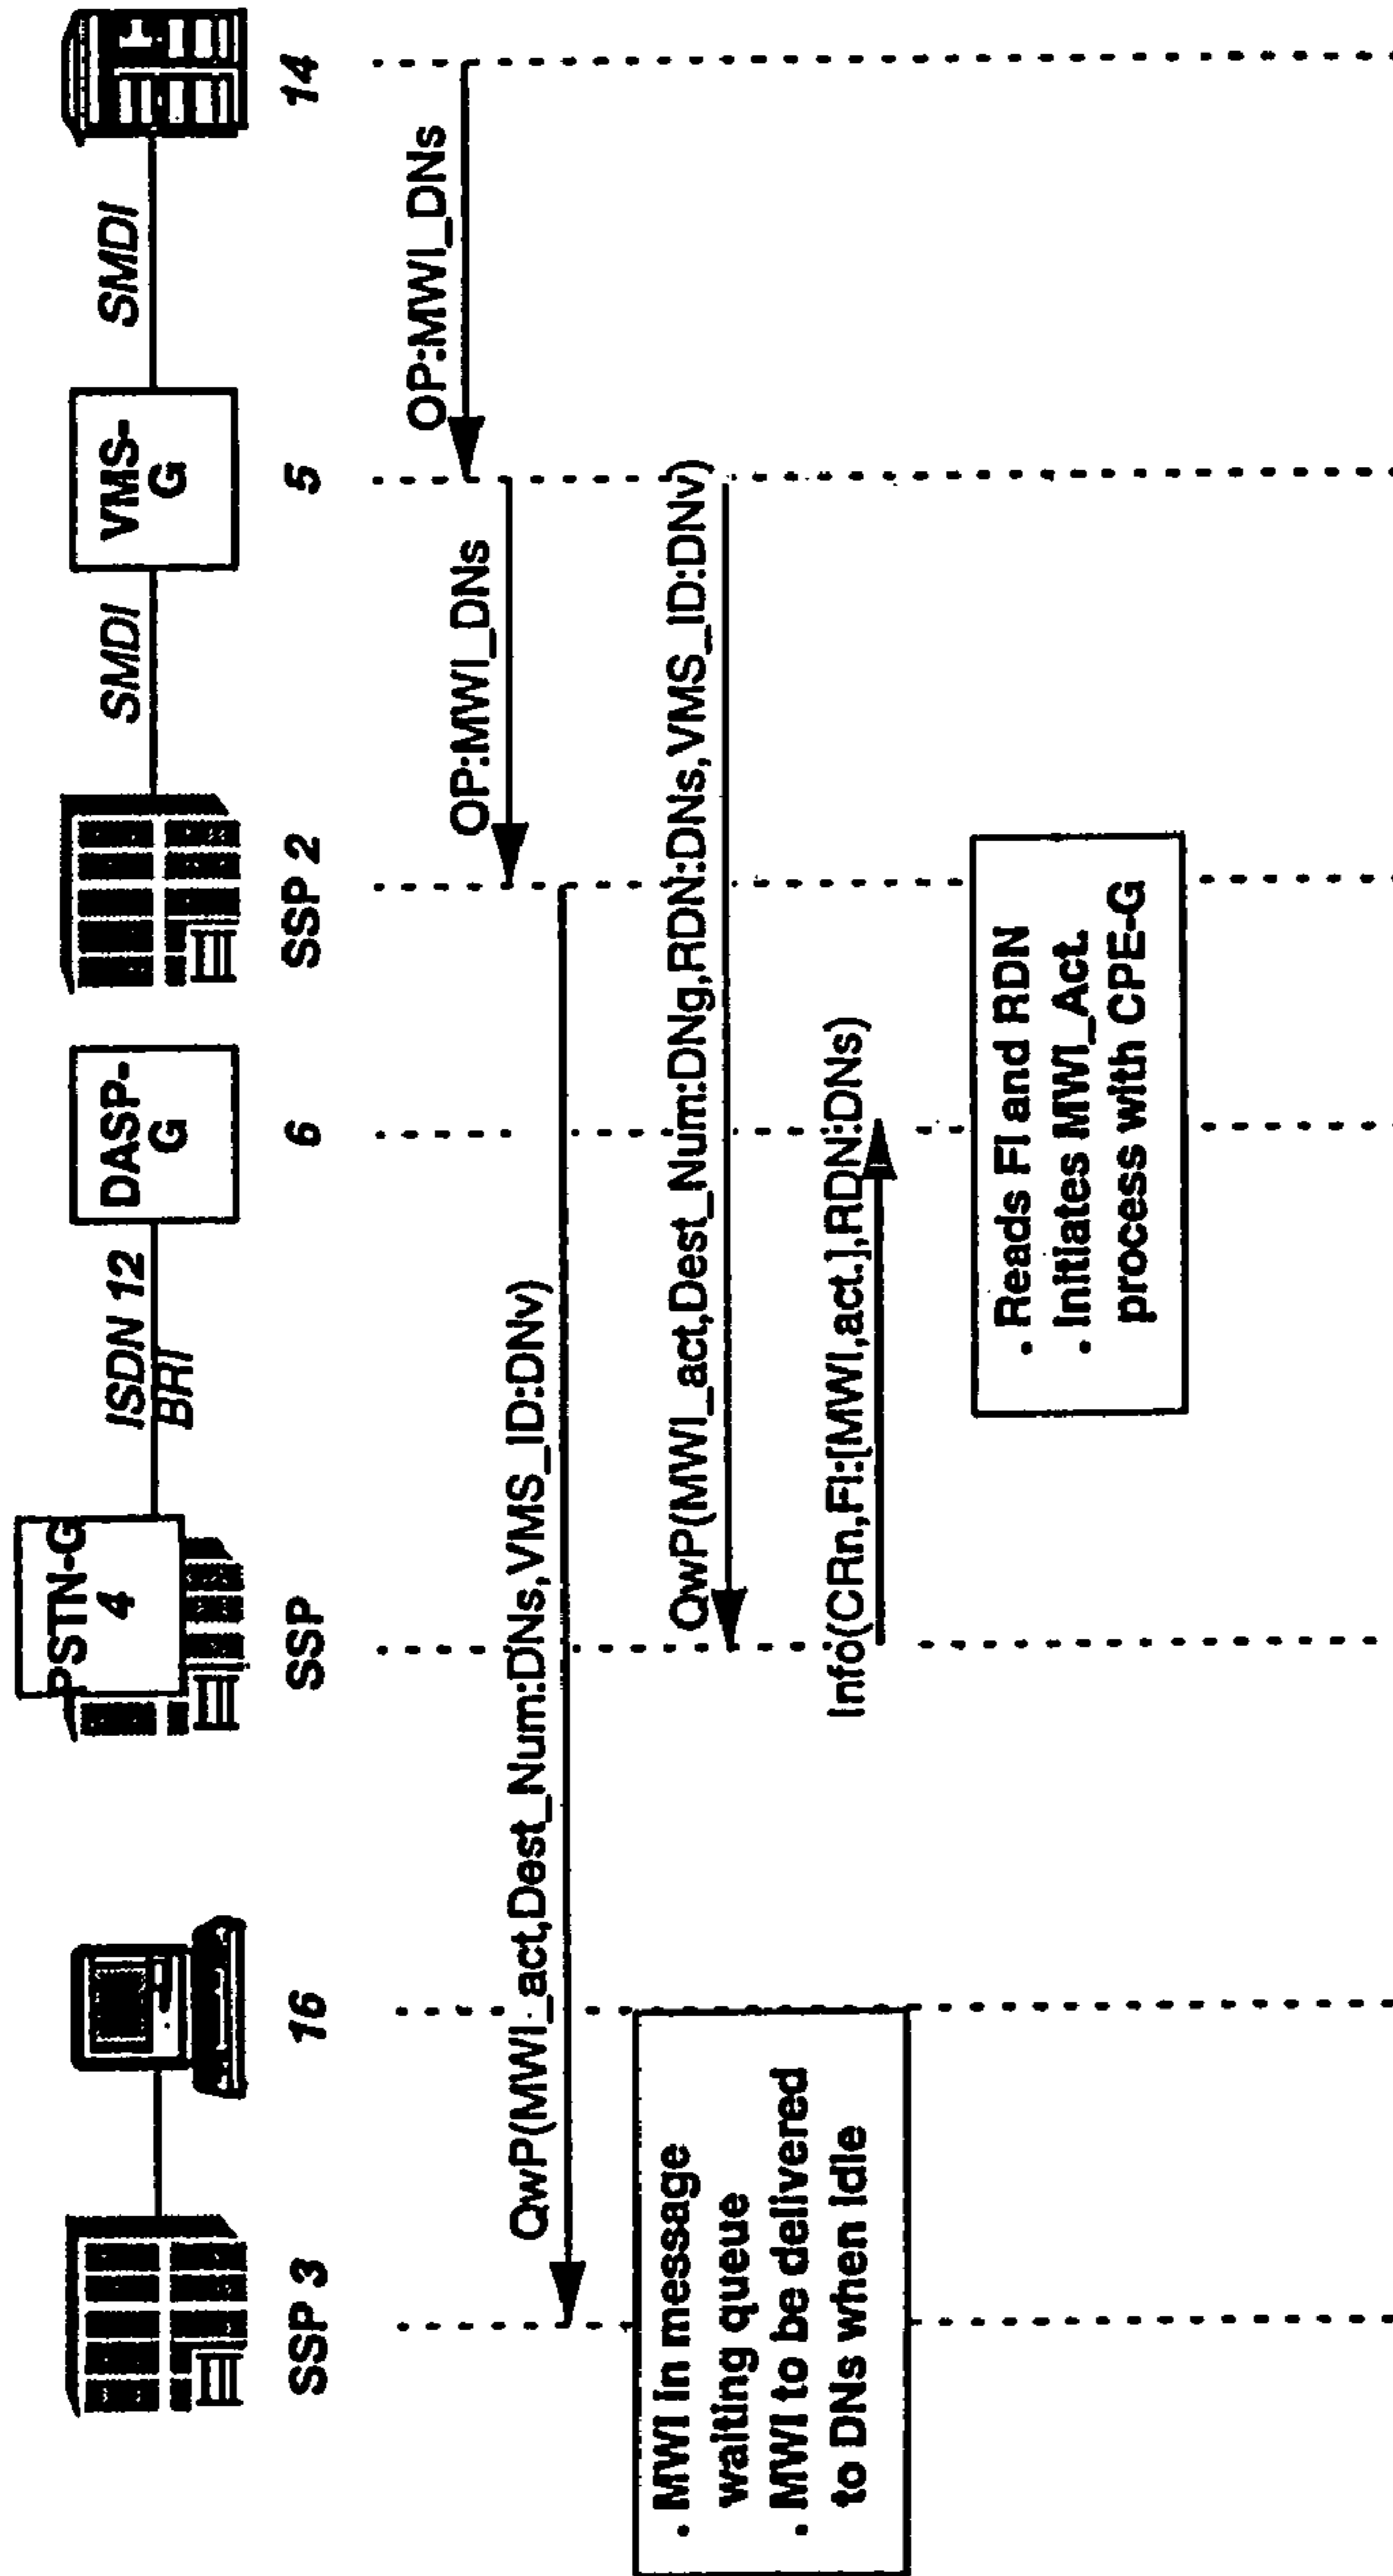 PSTN-G
4
ISDN 12
BRI
DASP-
G
SMDI
VMS-
G
SMDI
SSP 3
16
SSP
6
SSP 2
5
14
OP:MWI_DNs
OP:MWI_DNs
QwP(MWI_act,Dest_Num:DNs,VMS_ID:DNv)
QwP(MWI_act,Dest_Num:DNg,RDN:DNs,VMS_ID:DNv)
Info(CRn,FI:[MWI,act.],RDN:DNs)
. MWI in message
waiting queue
. MWI to be delivered
to DNs when idle
. Reads FI and RDN
. Initiates MWI_Act.
process with CPE-G